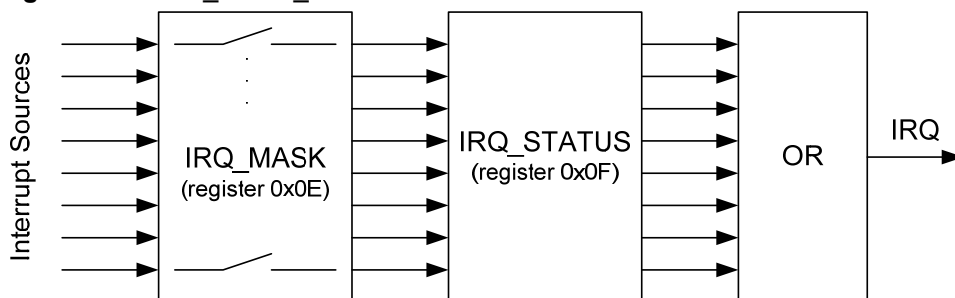 Interrupt Sources
IRQ_MASK
(register 0x0E)
IRQ_STATUS
(register 0x0F)
OR
IRQ